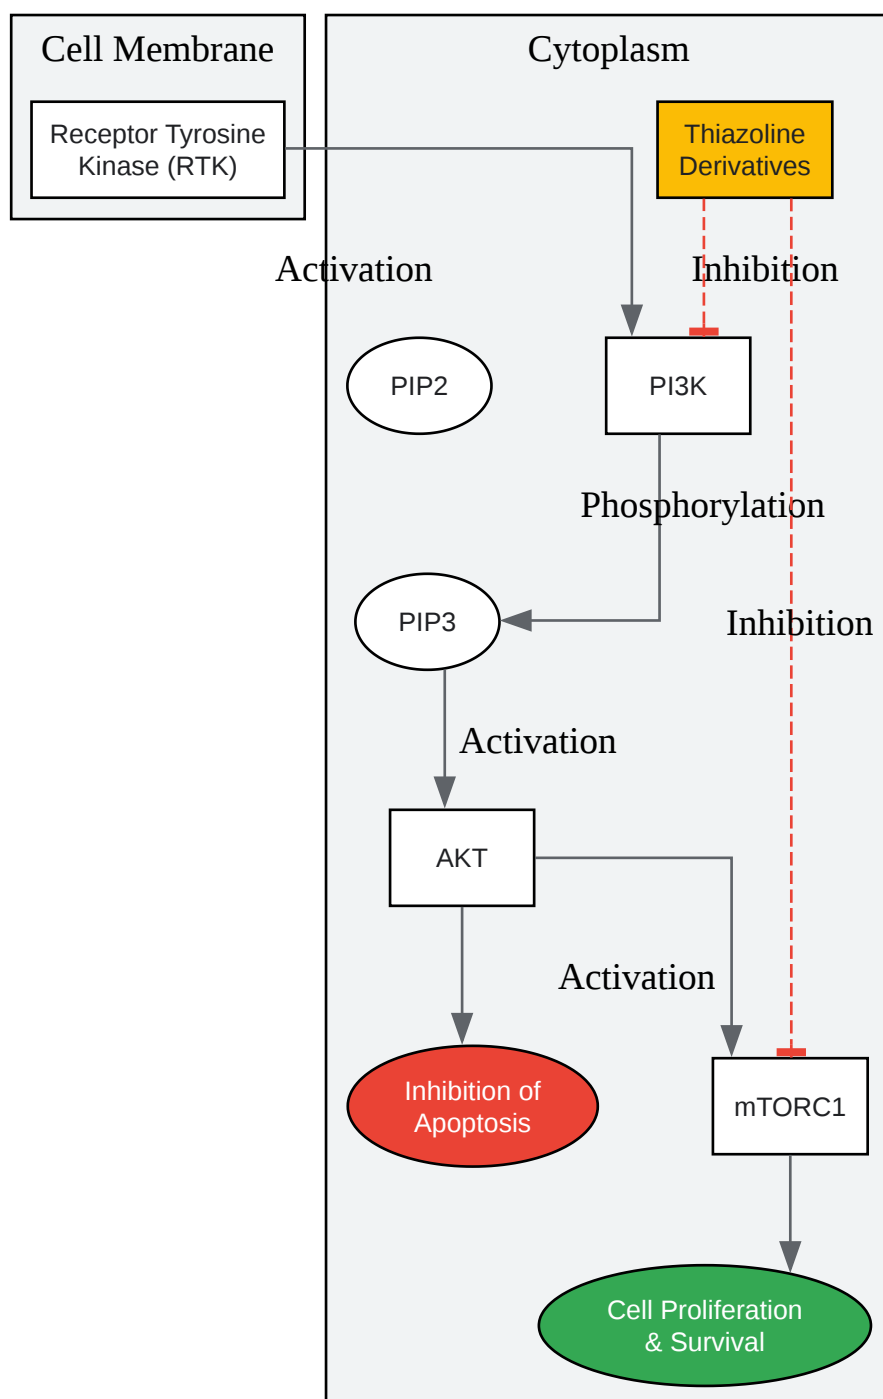 Cell Membrane
Cytoplasm
Receptor Tyrosine
Kinase (RTK)
Thiazoline
Derivatives
Activation
Inhibition
PIP2
PI3K
Phosphorylation
PIP3
Inhibition
Activation
AKT
Activation
Inhibition of
Apoptosis
mTORC1
Cell Proliferation
& Survival